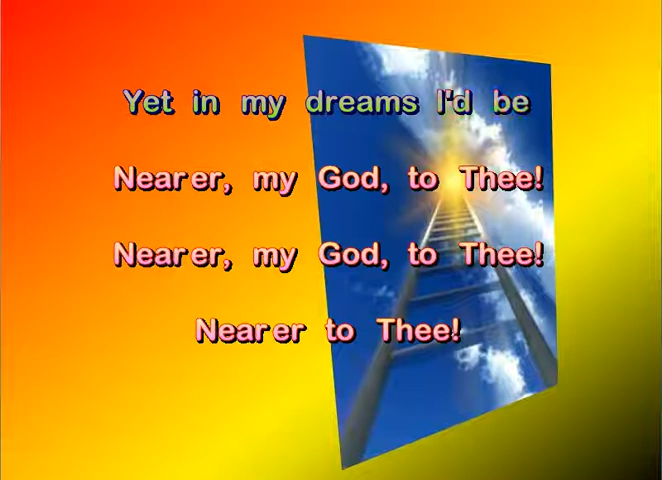 Yet in my dreams I'd be
Nearer, my God, to Thee!
Nearer, my God, to Thee!
Nearer to Thee!